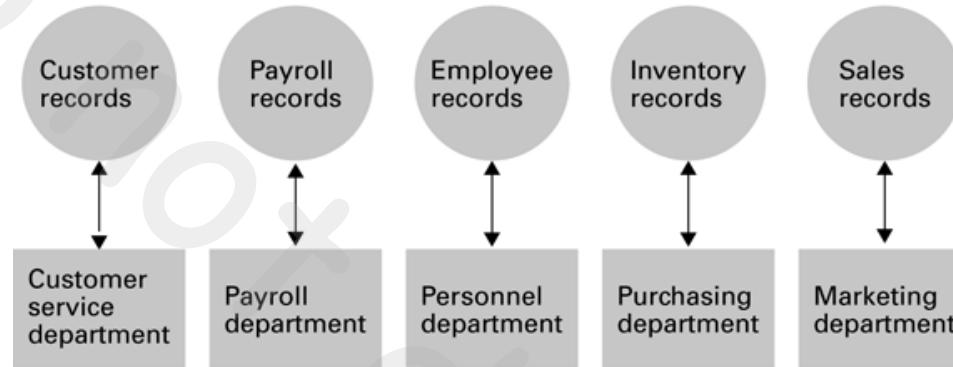 Customer
records
Payroll
records
Employee
records
Inventory
records
Sales
records
Customer
service
department
Payroll
department
Personnel
department
Purchasing
department
Marketing
department
not